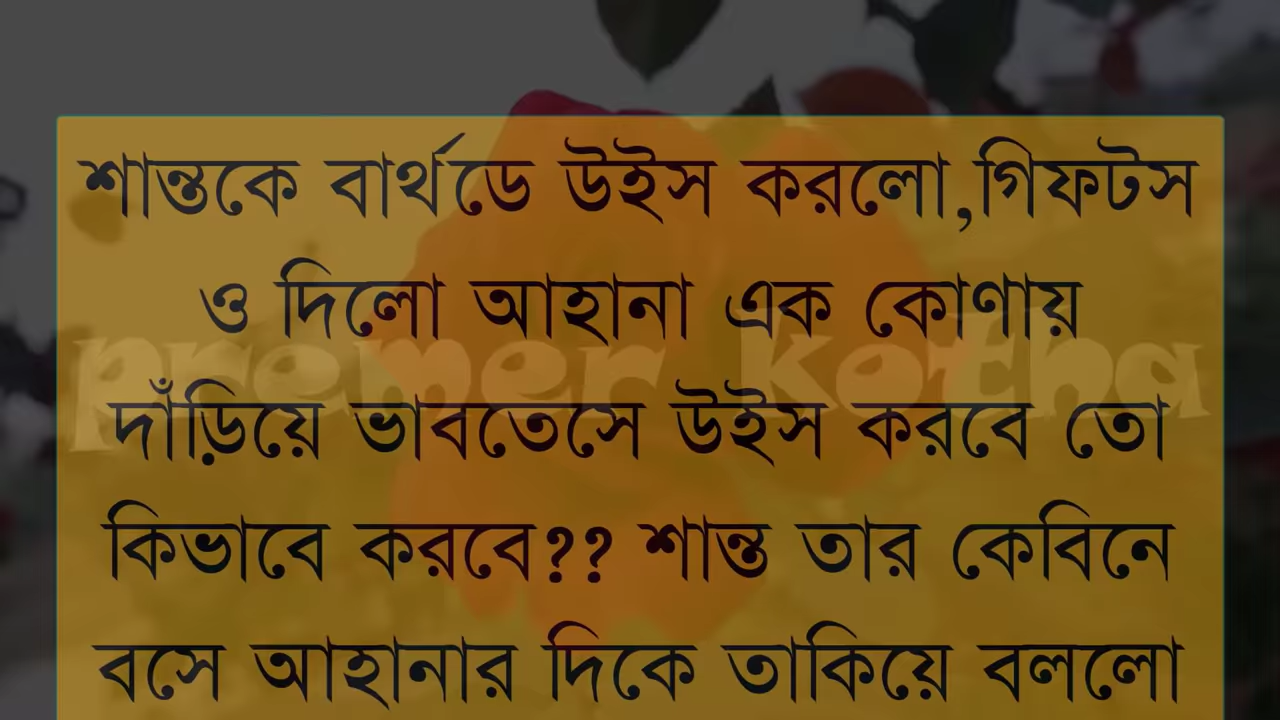 শান্তকে বার্থডে উইস করলো,গিফটস
ও দিলো আহানা এক কোণায়
premer kotha
দাঁড়িয়ে ভাবতেসে উইস করবে তো
কিভাবে করবে?? শান্ত তার কেবিনে
বসে আহানার দিকে তাকিয়ে বললো